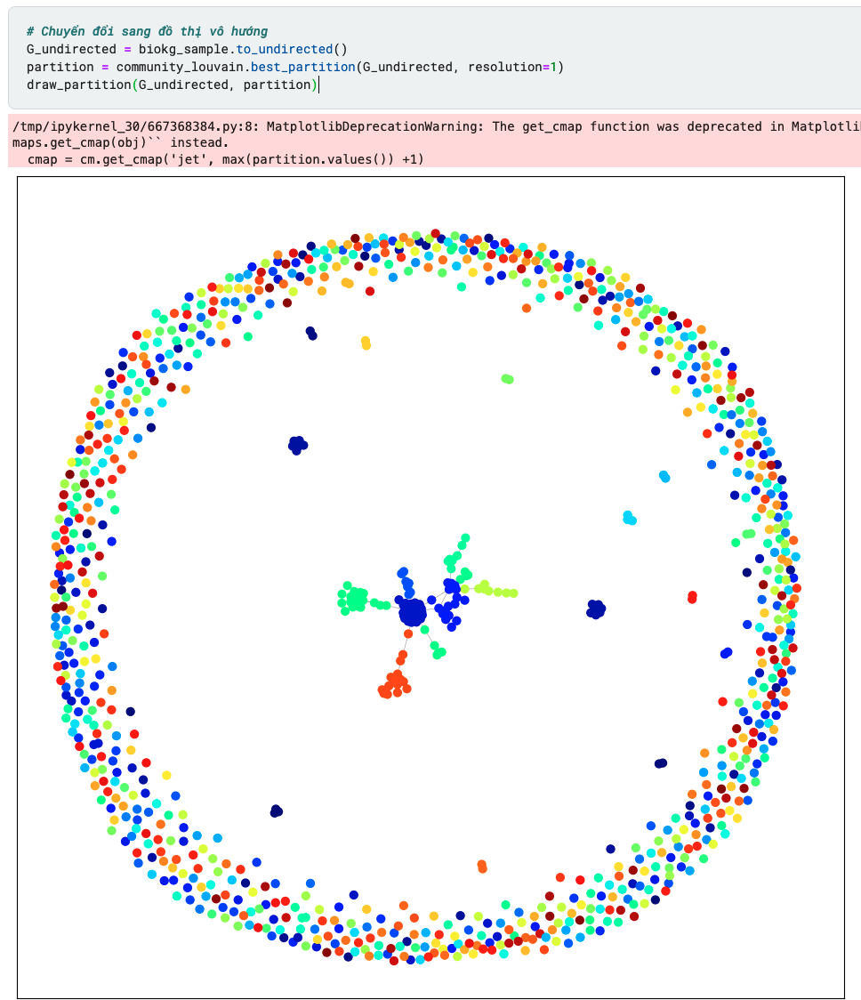 # Chuyển đổi sang đồ thị vô hướng
G_undirected = biokg_sample.to_undirected()
partition = community_louvain.best_partition(G_undirected, resolution=1)
draw_partition(G_undirected, partition)
/tmp/ipykernel_30/667368384.py:8: MatplotlibDeprecationWarning: The get_cmap function was deprecated in Matplotli
maps.get_cmap(obj)`` instead.
cmap = cm.get_cmap('jet', max(partition.values()) +1)